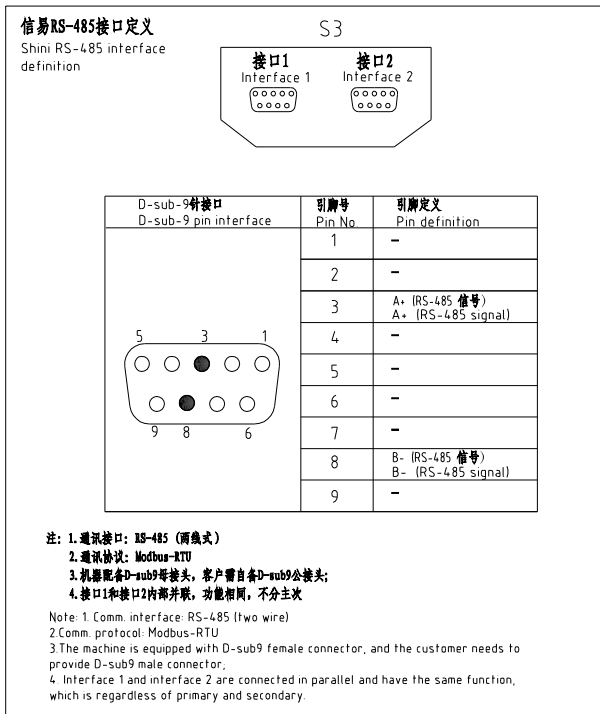 信易RS-485接口定义
Shini RS-485 interface
definition
S3
接口1
Interface 1
接口2
Interface 2
D-sub-9针接口
D-sub-9 pin interface
引脚号
Pin No.
引脚定义
Pin definition
1 -
2 -
3 A+ (RS-485 信号)
A+ (RS-485 signal)
4 -
5 -
6 -
7 -
8 B- (RS-485 信号)
B- (RS-485 signal)
9 -
5 3 1
9 8 6
注: 1.通讯接口: RS-485 (两线式)
2.通讯协议: Modbus-RTU
3.机器配备D-sub9母接头, 客户需自备D-sub9公接头;
4.接口1和接口2内部并联, 功能相同, 不分主次
Note: 1. Comm. interface: RS-485 (two wire)
2.Comm. protocol: Modbus-RTU
3.The machine is equipped with D-sub9 female connector, and the customer needs to
provide D-sub9 male connector;
4. Interface 1 and interface 2 are connected in parallel and have the same function,
which is regardless of primary and secondary.